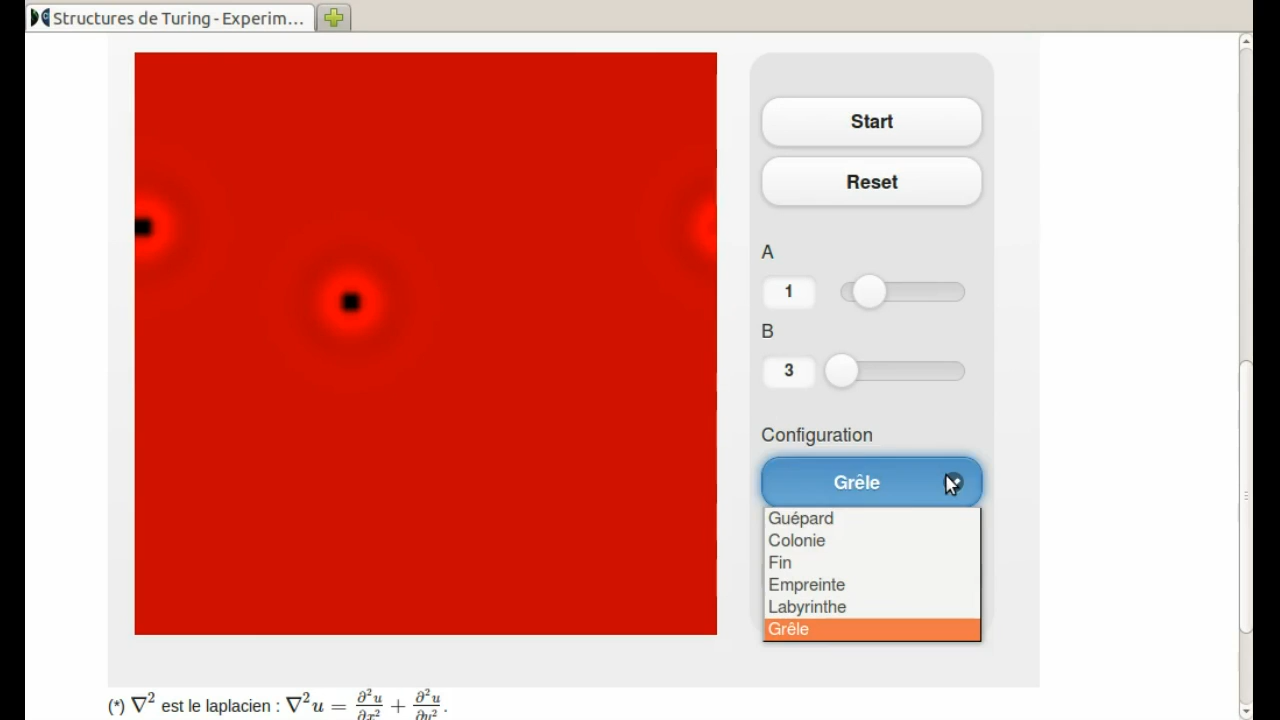 Structures de Turing - Experim...
Start
Reset
A
1
B
3
Configuration
Grêle
Guépard
Colonie
Fin
Empreinte
Labyrinthe
Grêle
(*) ∇² est le laplacien : ∇²u = ∂²u/∂x² + ∂²u/∂y².